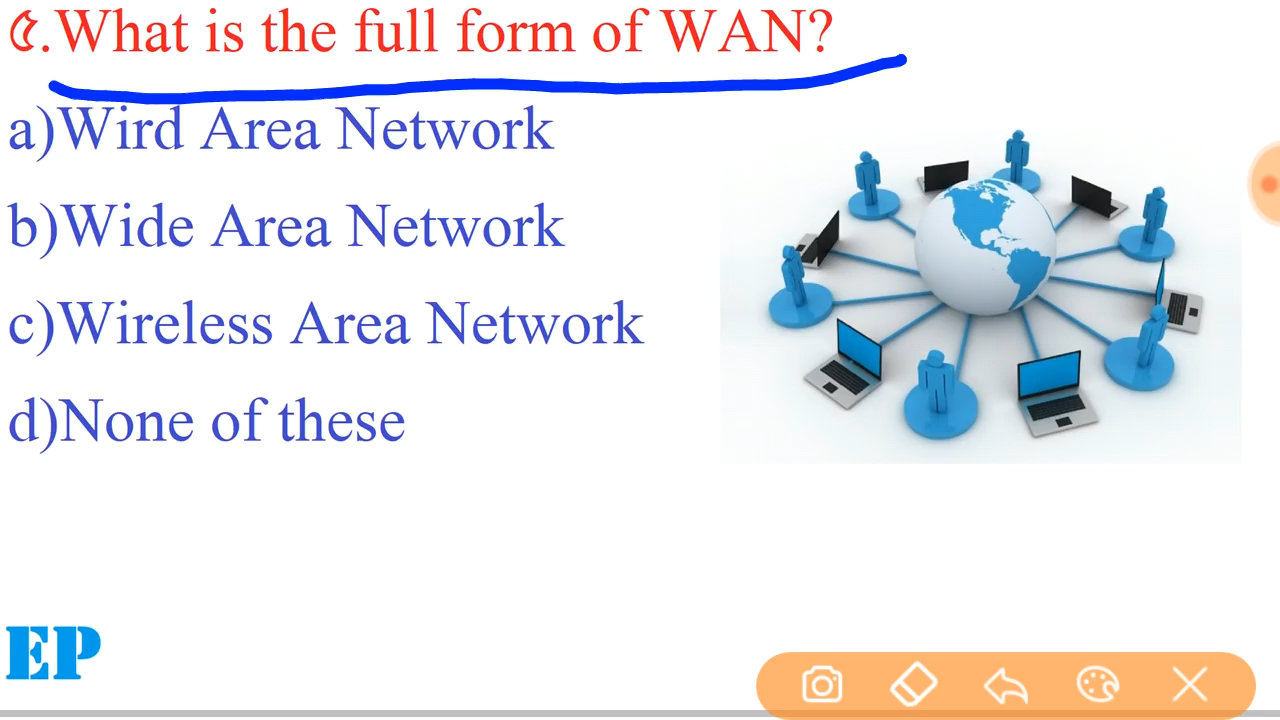 ৫.What is the full form of WAN?
a)Wird Area Network
b)Wide Area Network
c)Wireless Area Network
d)None of these
EP